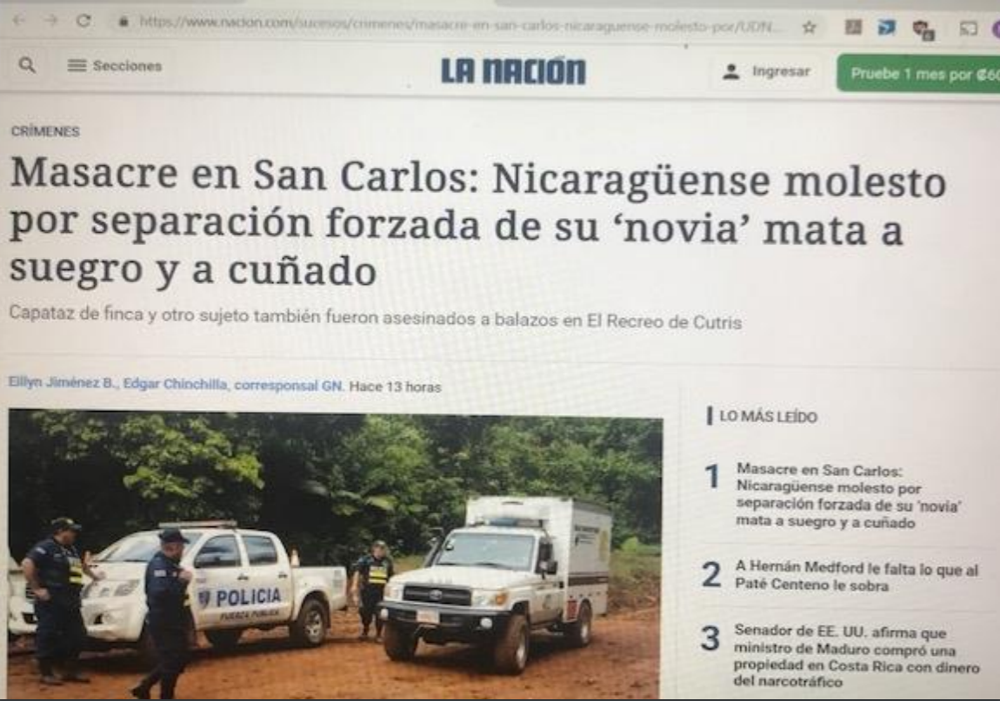 https://www.nacion.com/sucesos/crimenes/masacre-en-san-carlos-nicaraguense-molesto-por/UDN...
Secciones
LA NACIÓN
Ingresar
Pruebe 1 mes por
CRÍMENES
Masacre en San Carlos: Nicaragüense molesto
por separación forzada de su ‘novia’ mata a
suegro y a cuñado
Capataz de finca y otro sujeto también fueron asesinados a balazos en El Recreo de Cutris
Eillyn Jiménez B., Edgar Chinchilla, corresponsal GN. Hace 13 horas
POLICIA
FUERZA PUBLICA
LO MÁS LEÍDO
1
Masacre en San Carlos:
Nicaragüense molesto por
separación forzada de su ‘novia’
mata a suegro y a cuñado
2
A Hernán Medford le falta lo que al
Paté Centeno le sobra
3
Senador de EE. UU. afirma que
ministro de Maduro compró una
propiedad en Costa Rica con dinero
del narcotráfico